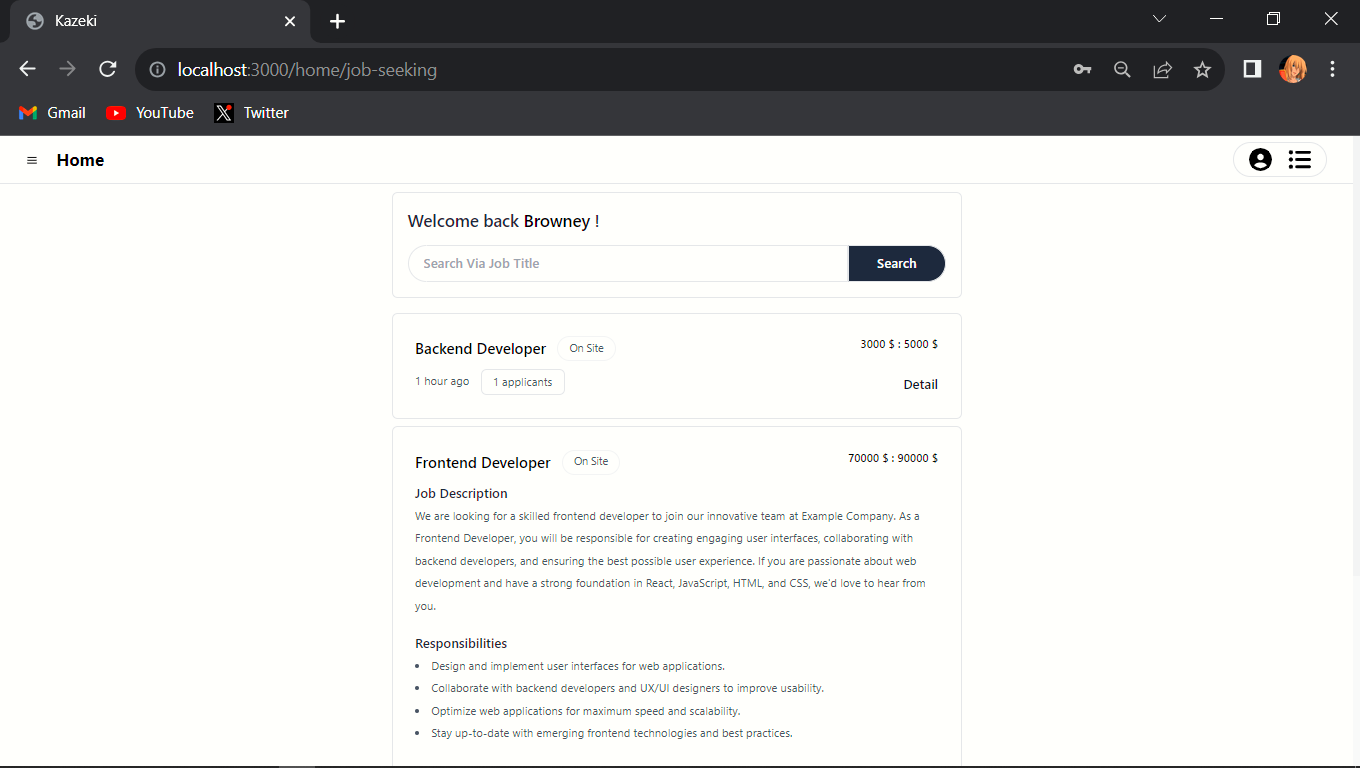 Kazeki
localhost:3000/home/job-seeking
Gmail YouTube Twitter
Home
Welcome back Browney !
Search Via Job Title Search
Backend Developer On Site 3000 $ : 5000 $
1 hour ago 1 applicants Detail
Frontend Developer On Site 70000 $ : 90000 $
Job Description
We are looking for a skilled frontend developer to join our innovative team at Example Company. As a
Frontend Developer, you will be responsible for creating engaging user interfaces, collaborating with
backend developers, and ensuring the best possible user experience. If you are passionate about web
development and have a strong foundation in React, JavaScript, HTML, and CSS, we'd love to hear from
you.
Responsibilities
• Design and implement user interfaces for web applications.
• Collaborate with backend developers and UX/UI designers to improve usability.
• Optimize web applications for maximum speed and scalability.
• Stay up-to-date with emerging frontend technologies and best practices.